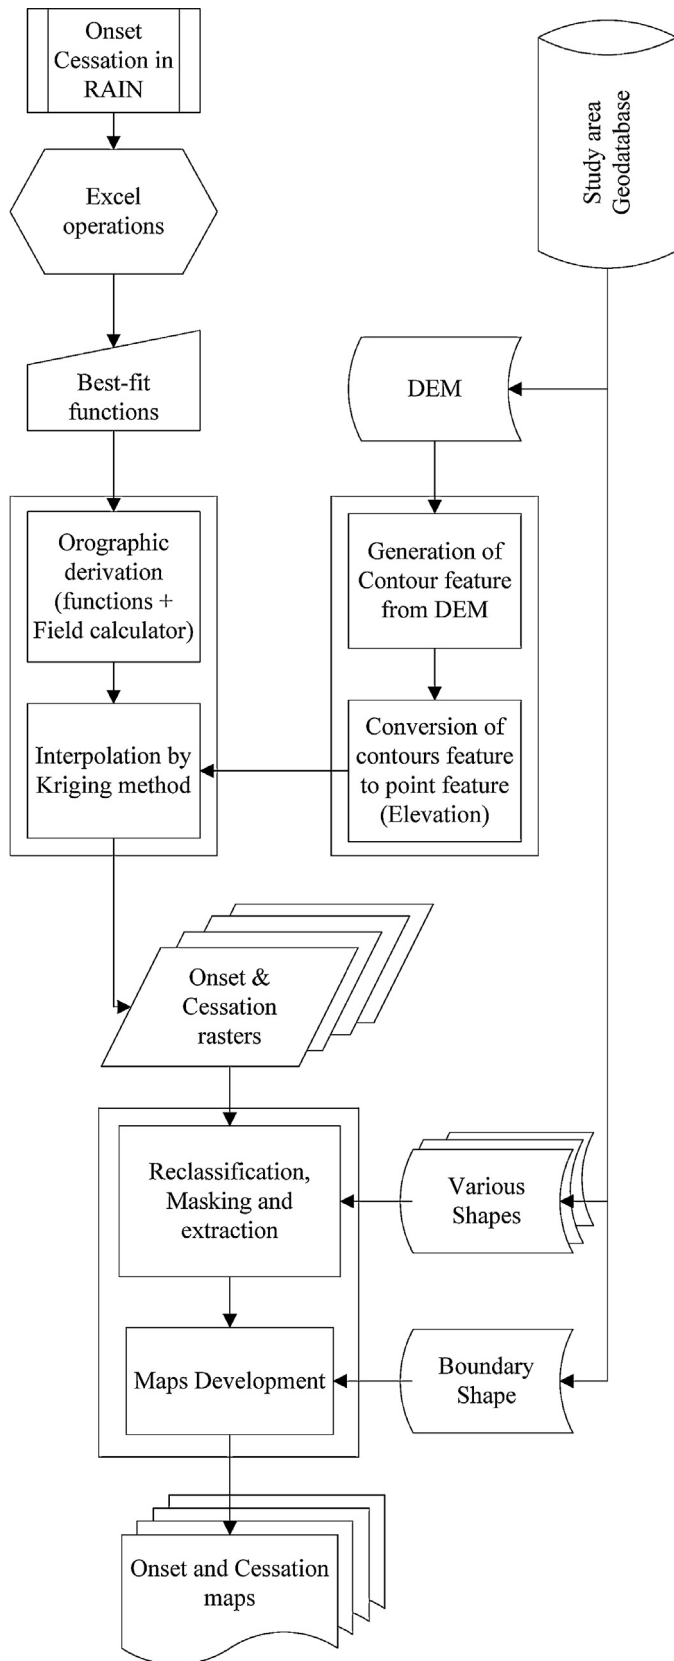 Onset
Cessation in
RAIN
Study area
Geodatabase
Excel
operations
Best-fit
functions
DEM
Orographic
derivation
(functions +
Field calculator)
Generation of
Contour feature
from DEM
Interpolation by
Kriging method
Conversion of
contours feature
to point feature
(Elevation)
Onset &
Cessation
rasters
Reclassification,
Masking and
extraction
Various
Shapes
Maps Development
Boundary
Shape
Onset and Cessation
maps